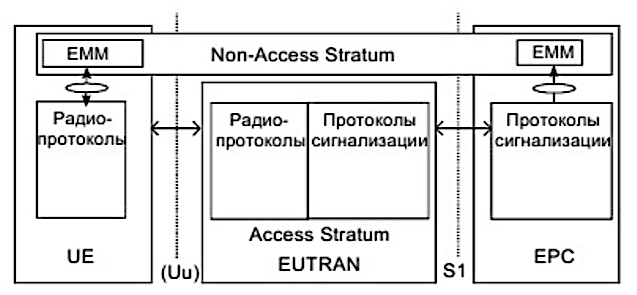 EMM
Non-Access Stratum
EMM
Радио-
протоколы
Радио-
протоколы
Протоколы
сигнализации
Протоколы
сигнализации
Access Stratum
UE
(Uu)
EUTRAN
S1
EPC